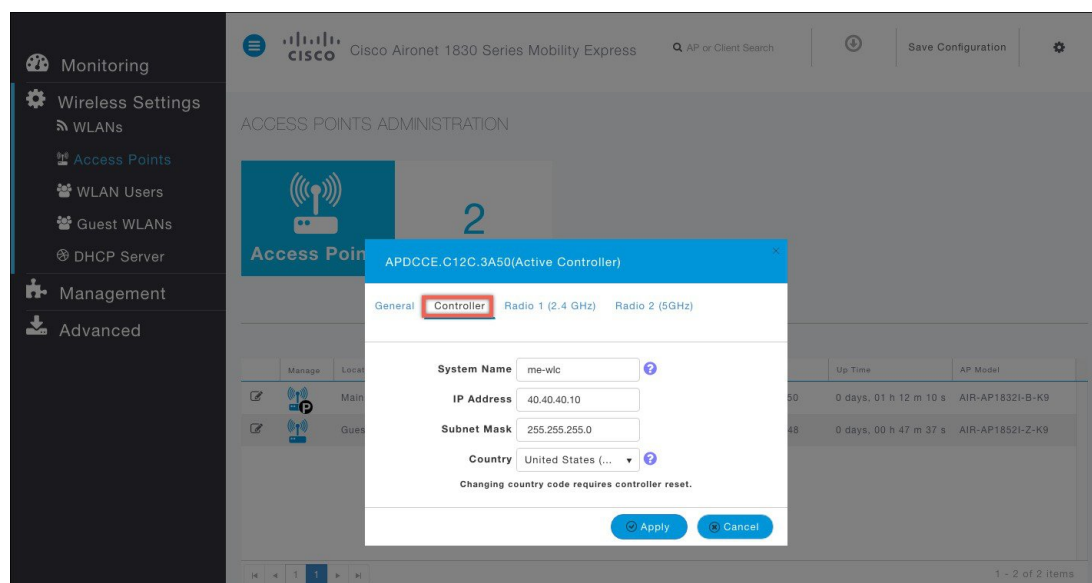 CISCO
Cisco Aironet 1830 Series Mobility Express
AP or Client Search
Save Configuration
Monitoring
Wireless Settings
WLANs
Access Points
WLAN Users
Guest WLANs
DHCP Server
Management
Advanced
ACCESS POINTS ADMINISTRATION
Access Poin
2
APDCCE.C12C.3A50(Active Controller)
General Controller Radio 1 (2.4 GHz) Radio 2 (5GHz)
System Name me-wlc ?
IP Address 40.40.40.10
Subnet Mask 255.255.255.0
Country United States (... ?
Changing country code requires controller reset.
Apply Cancel
Manage Locat Up Time AP Model
P Main 50 0 days, 01 h 12 m 10 s AIR-AP1832I-B-K9
Gues 48 0 days, 00 h 47 m 37 s AIR-AP1852I-Z-K9
1 1 1 - 2 of 2 items